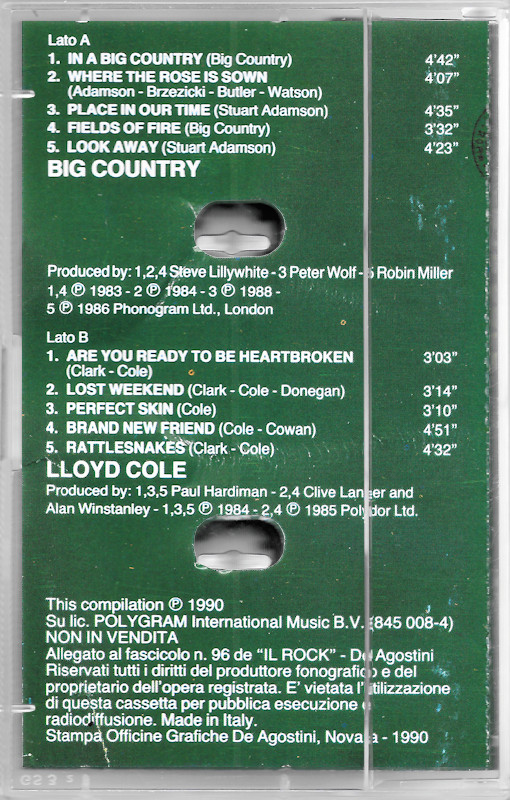 Lato A
1. IN A BIG COUNTRY (Big Country) 4'42"
2. WHERE THE ROSE IS SOWN 4'07"
(Adamson - Brzezicki - Butler - Watson)
3. PLACE IN OUR TIME (Stuart Adamson) 4'35"
4. FIELDS OF FIRE (Big Country) 3'32"
5. LOOK AWAY (Stuart Adamson) 4'23"
BIG COUNTRY
Produced by: 1,2,4 Steve Lillywhite - 3 Peter Wolf - 5 Robin Miller
1,4 ℗ 1983 - 2 ℗ 1984 - 3 ℗ 1988 -
5 ℗ 1986 Phonogram Ltd., London
Lato B
1. ARE YOU READY TO BE HEARTBROKEN 3'03"
(Clark - Cole)
2. LOST WEEKEND (Clark - Cole - Donegan) 3'14"
3. PERFECT SKIN (Cole) 3'10"
4. BRAND NEW FRIEND (Cole - Cowan) 4'51"
5. RATTLESNAKES (Clark - Cole) 4'32"
LLOYD COLE
Produced by: 1,3,5 Paul Hardiman - 2,4 Clive Langer and
Alan Winstanley - 1,3,5 ℗ 1984 - 2,4 ℗ 1985 Polydor Ltd.
This compilation ℗ 1990
Su lic. POLYGRAM International Music B.V. (845 008-4)
NON IN VENDITA
Allegato al fascicolo n. 96 de "IL ROCK" - De Agostini
Riservati tutti i diritti del produttore fonografico e del
proprietario dell'opera registrata. E' vietata l'utilizzazione
di questa cassetta per pubblica esecuzione e
radiodiffusione. Made in Italy.
Stampa Officine Grafiche De Agostini, Novara - 1990